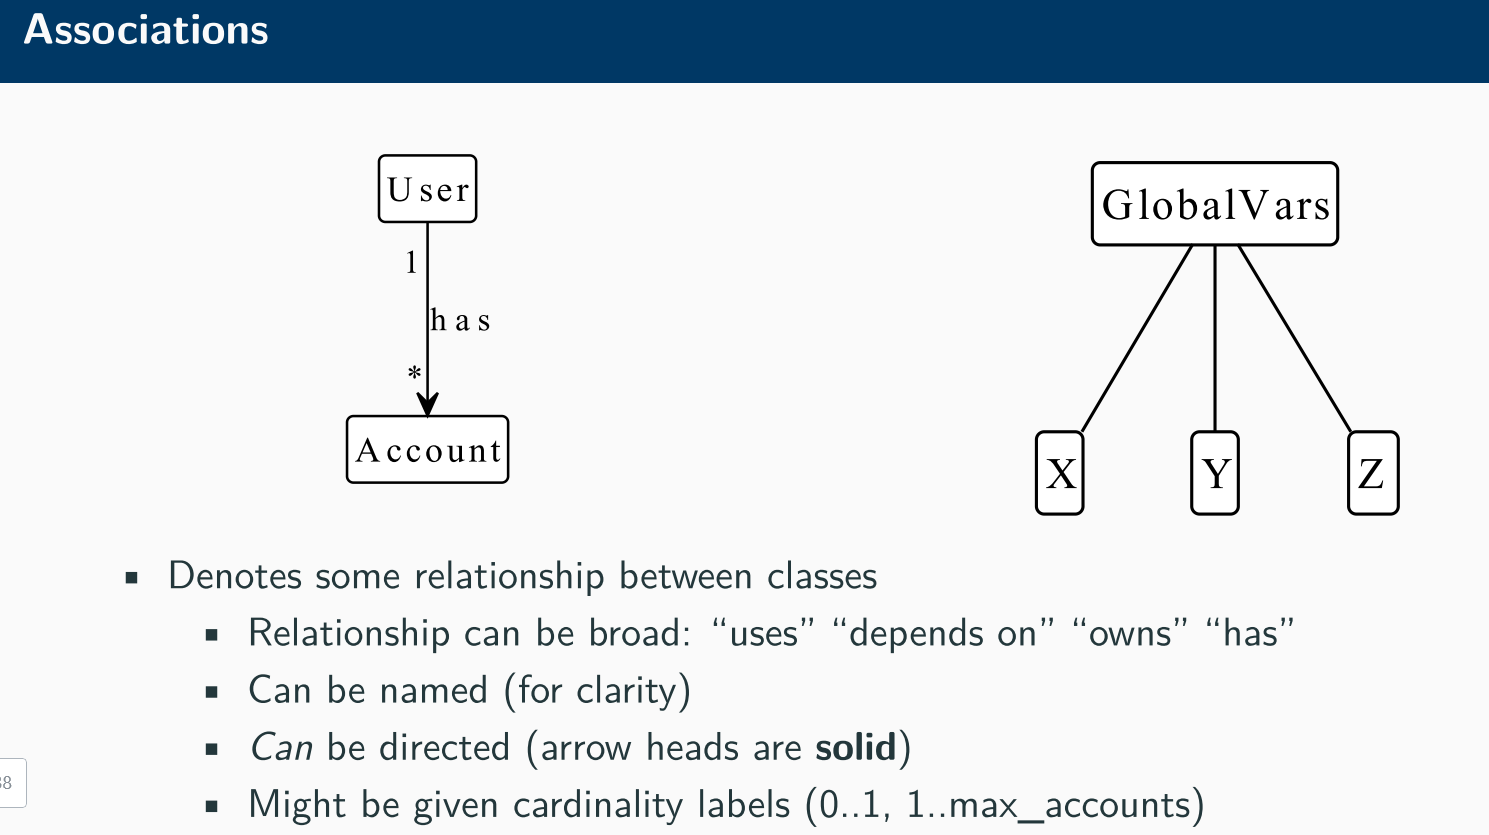 Associations
User
1
has
*
Account
GlobalVars
X Y Z
▪ Denotes some relationship between classes
▪ Relationship can be broad: “uses” “depends on” “owns” “has”
▪ Can be named (for clarity)
▪ Can be directed (arrow heads are solid)
▪ Might be given cardinality labels (0..1, 1..max_accounts)